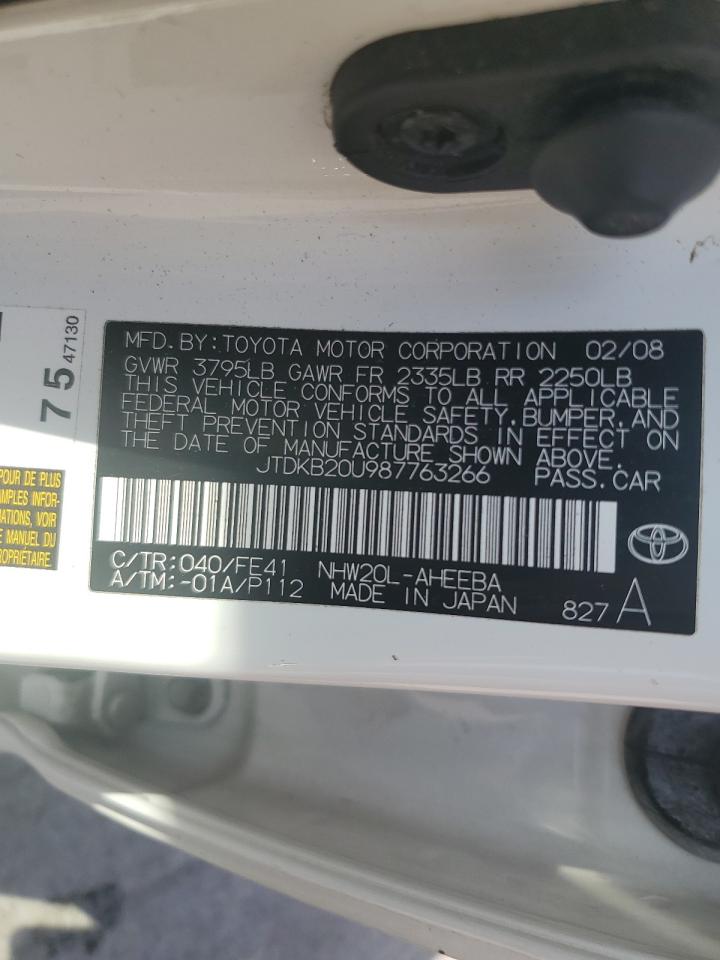 MFD.BY:TOYOTA MOTOR CORPORATION 02/08
GVWR 3795LB GAWR FR 2335LB RR 2250LB
THIS VEHICLE CONFORMS TO ALL APPLICABLE
FEDERAL MOTOR VEHICLE SAFETY,BUMPER,AND
THEFT PREVENTION STANDARDS IN EFFECT ON
THE DATE OF MANUFACTURE SHOWN ABOVE.
JTDKB20U987763266 PASS.CAR
C/TR:040/FE41 NHW20L-AHEEBA
A/TM:-01A/P112 MADE IN JAPAN 827 A
75 47130
POUR DE PLUS
AMPLES INFOR-
MATIONS, VOIR
MANUEL DU
PROPRIÉTAIRE.